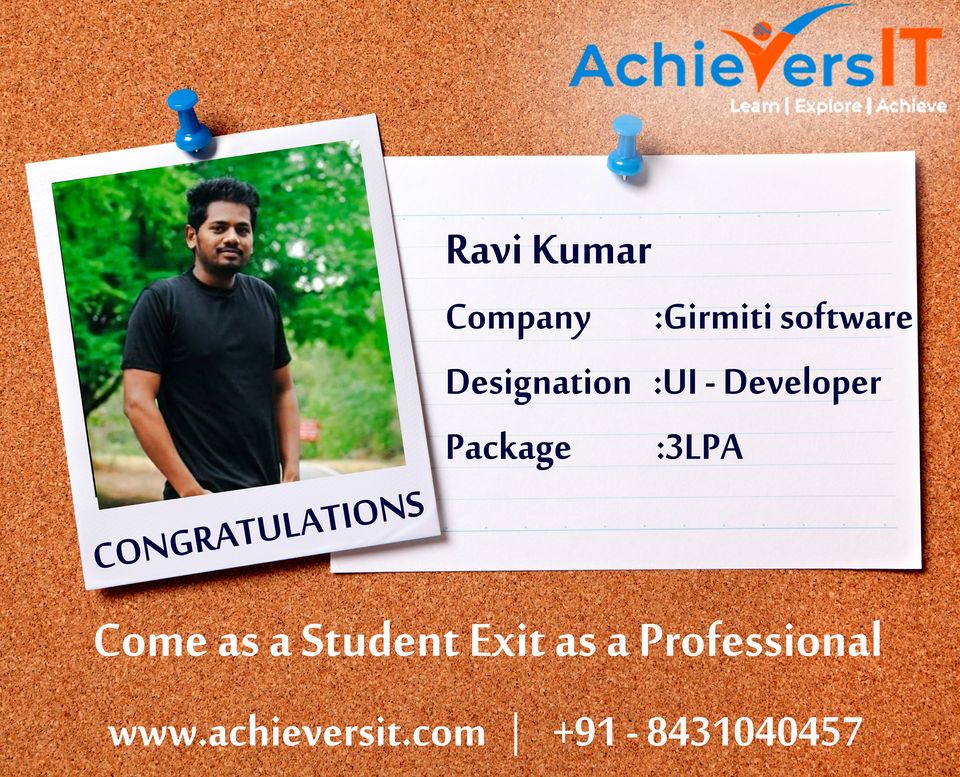 AchieversIT
Learn | Explore | Achieve
Ravi Kumar
Company :Girmiti software
Designation :UI - Developer
Package :3LPA
CONGRATULATIONS
Come as a Student Exit as a Professional
www.achieversit.com | +91 - 8431040457